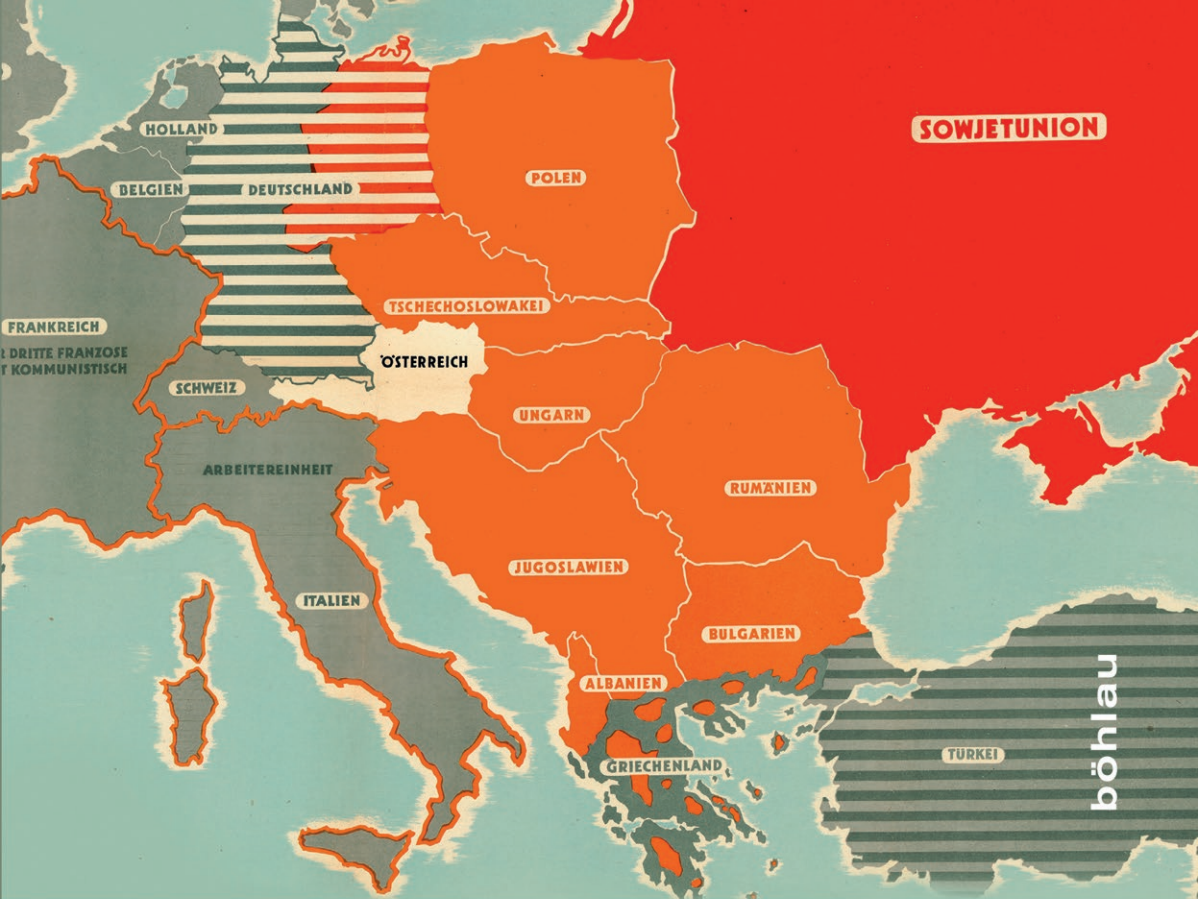 SOWJETUNION
HOLLAND
POLEN
BELGIEN
DEUTSCHLAND
TSCHECHOSLOWAKEI
FRANKREICH
DRITTE FRANZOSE
KOMMUNISTISCH
ÖSTERREICH
SCHWEIZ
UNGARN
ARBEITEREINHEIT
RUMÄNIEN
JUGOSLAWIEN
ITALIEN
BULGARIEN
ALBANIEN
GRIECHENLAND
TÜRKEI
böhlau